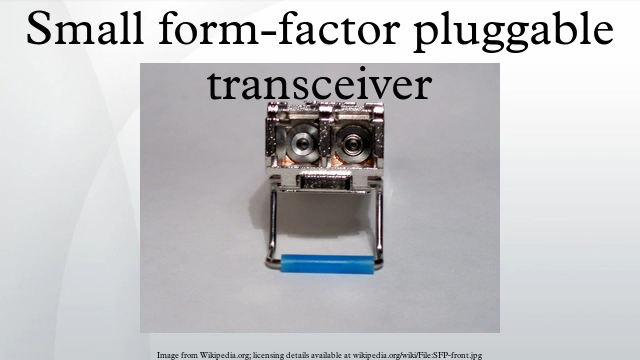 Small form-factor pluggable
transceiver
Image from Wikipedia.org; licensing details available at wikipedia.org/wiki/File:SFP-front.jpg